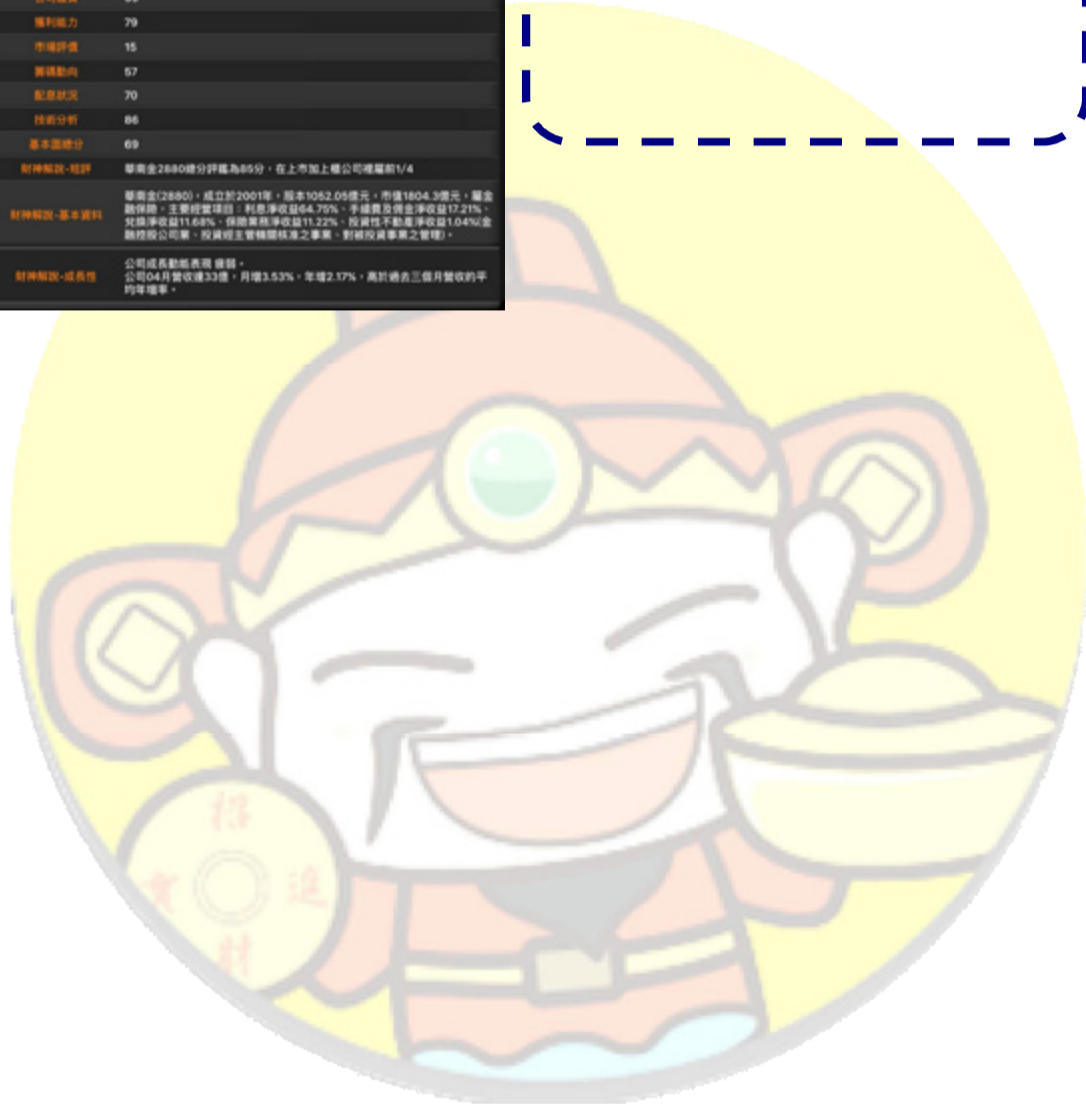 獲利能力 79
市場評價 15
籌碼動向 57
配息狀況 70
技術分析 86
基本面總分 69
財神解說-短評 華南金2880總分評鑑為85分，在上市加上櫃公司裡屬前1/4
財神解說-基本資料 華南金(2880)，成立於2001年，股本1052.05億元，市值1804.3億元，屬金
融保險，主要經營項目：利息淨收益64.75%、手續費及佣金淨收益17.21%、
兌換淨收益11.68%、保險業務淨收益11.22%、投資性不動產淨收益1.04%(金
融控股公司業、投資經主管機關核准之事業、對被投資事業之管理)。
財神解說-成長性 公司成長動能表現 疲弱。
公司04月營收達33億，月增3.53%，年增2.17%，高於過去三個月營收的平
均年增率。
招
進
財